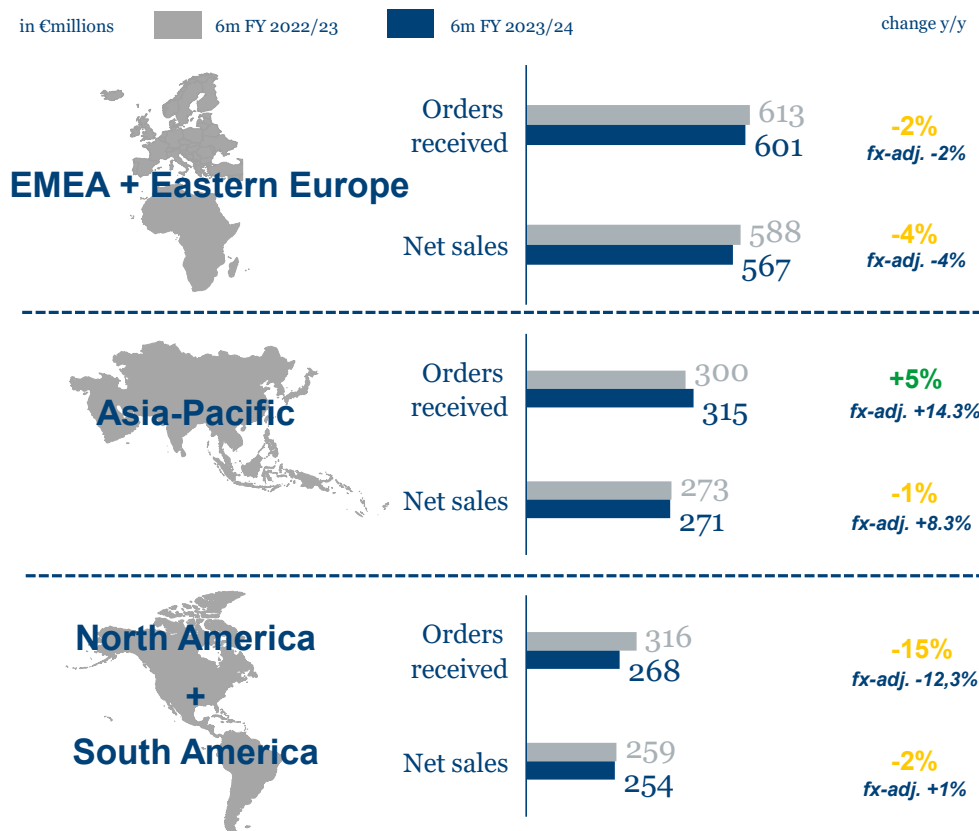 in €millions 6m FY 2022/23 6m FY 2023/24 change y/y
EMEA + Eastern Europe
Orders
received
613
601
-2%
fx-adj. -2%
Net sales
588
567
-4%
fx-adj. -4%
Asia-Pacific
Orders
received
300
315
+5%
fx-adj. +14.3%
Net sales
273
271
-1%
fx-adj. +8.3%
North America
+
South America
Orders
received
316
268
-15%
fx-adj. -12,3%
Net sales
259
254
-2%
fx-adj. +1%